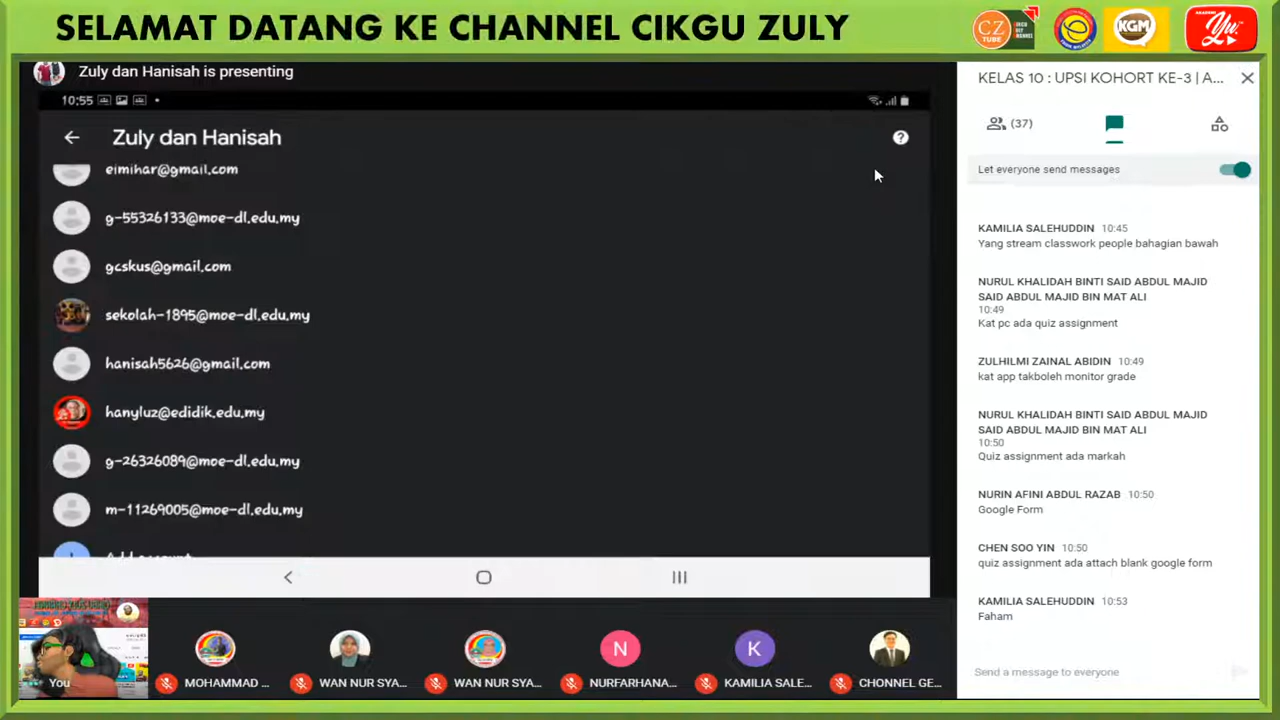 SELAMAT DATANG KE CHANNEL CIKGU ZULY
CZ
TUBE
KGM
Yu
Zuly dan Hanisah is presenting
10:55
Zuly dan Hanisah
eimihar@gmail.com
g-55326133@moe-dl.edu.my
gcskus@gmail.com
sekolah-1895@moe-dl.edu.my
hanisah5626@gmail.com
hanyluz@edidik.edu.my
g-26326089@moe-dl.edu.my
m-11269005@moe-dl.edu.my
Add account
You
MOHAMMAD ...
WI NUR SYA...
WAN NUR SYA...
N
NURFARHANA...
K
KAMILIA SALE...
CHONNEL GE...
KELAS 10 : UPSI KOHORT KE-3 | A...
(37)
Let everyone send messages
KAMILIA SALEHUDDIN 10:45
Yang stream classwork people bahagian bawah
NURUL KHALIDAH BINTI SAID ABDUL MAJID
SAID ABDUL MAJID BIN MAT ALI
10:49
Kat pc ada quiz assignment
ZULHILMI ZAINAL ABIDIN 10:49
kat app takboleh monitor grade
NURUL KHALIDAH BINTI SAID ABDUL MAJID
SAID ABDUL MAJID BIN MAT ALI
10:50
Quiz assignment ada markah
NURIN AFINI ABDUL RAZAB 10:50
Google Form
CHEN SOO YIN 10:50
quiz assignment ada attach blank google form
KAMILIA SALEHUDDIN 10:53
Faham
Send a message to everyone